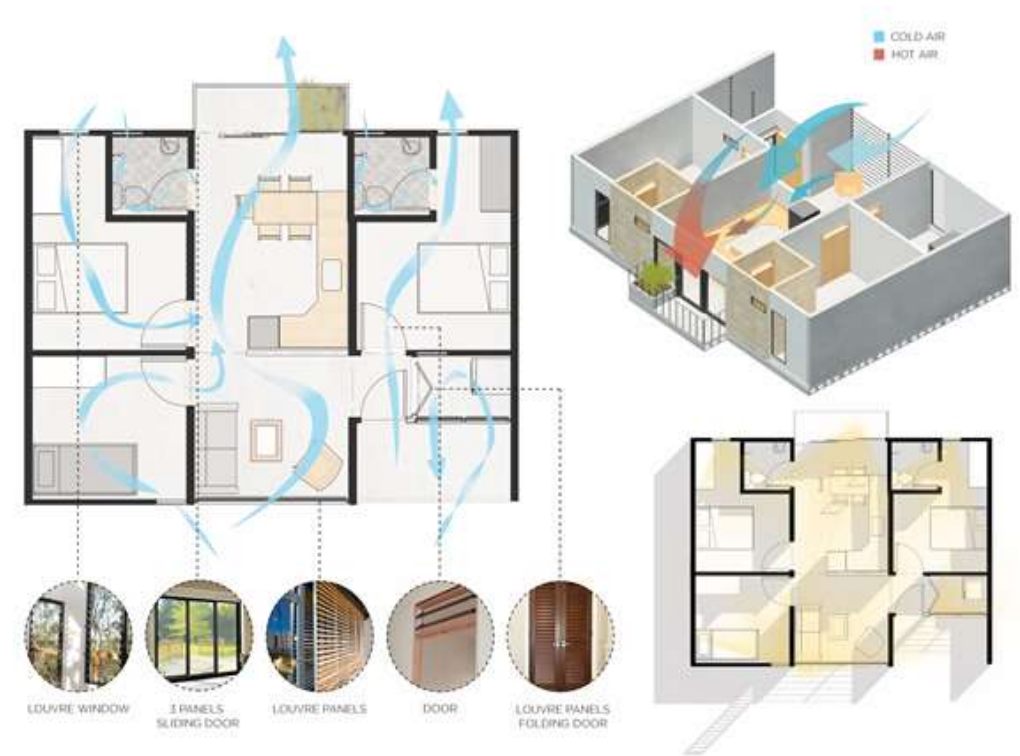 COLD AIR
HOT AIR
LOUVRE WINDOW
3 PANELS
SLIDING DOOR
LOUVRE PANELS
DOOR
LOUVRE PANELS
FOLDING DOOR